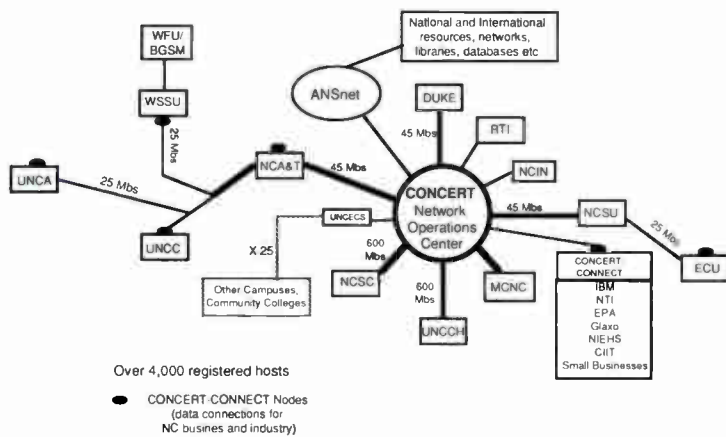 National and International
resources, networks,
libranes, databases etc
WFU/
BGSM
ANSnet
DUKE
WSSU
25 Mbs
45 Mbs
RTI
NCA&T
45 Mbs
NCIN
UNCA
25 Mbs
CONCERT
Network
Operations
Center
45 Mbs
NCSU
25 Mbs
UNCECS
UNCC
X 25
600
Mbs
ECU
CONCERT
CONNECT
NCSC
600
Mbs
MCNC
Other Campuses,
Community Colleges
IBM
NTI
EPA
Glaxo
NIEHS
CIIT
Small Businesses
UNCCH
Over 4,000 registered hosts
CONCERT-CONNECT Nodes
(data connections for
NC busines and industry)